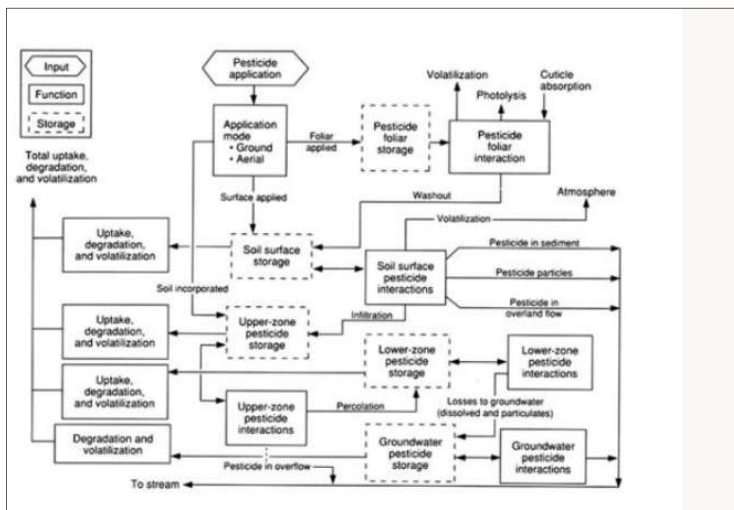 Input
Function
Storage
Pesticide
application
Application
mode
• Ground
• Aerial
Foliar
applied
Pesticide
foliar
storage
Volatilization
Photolysis
Cuticle
absorption
Pesticide
foliar
interaction
Total uptake,
degradation,
and volatilization
Surface applied
Washout
Atmosphere
Volatilization
Uptake,
degradation,
and volatilization
Soil surface
storage
Soil surface
pesticide
interactions
Pesticide in sediment
Pesticide particles
Pesticide in
overland flow
Soil incorporated
Infiltration
Uptake,
degradation,
and volatilization
Upper-zone
pesticide
storage
Lower-zone
pesticide
storage
Lower-zone
pesticide
interactions
Uptake,
degradation,
and volatilization
Upper-zone
pesticide
interactions
Percolation
Losses to groundwater
(dissolved and particulates)
Degradation and
volatilization
Groundwater
pesticide
storage
Groundwater
pesticide
interactions
Pesticide in overflow
To stream